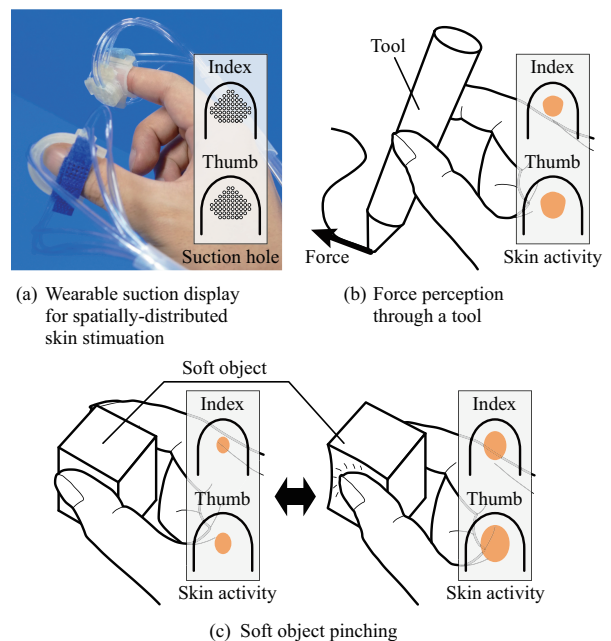 Index
Thumb
Suction hole
(a) Wearable suction display
for spatially-distributed
skin stimuation
Tool
Index
Thumb
Force
Skin activity
(b) Force perception
through a tool
Soft object
Index
Thumb
Skin activity
Index
Thumb
Skin activity
(c) Soft object pinching